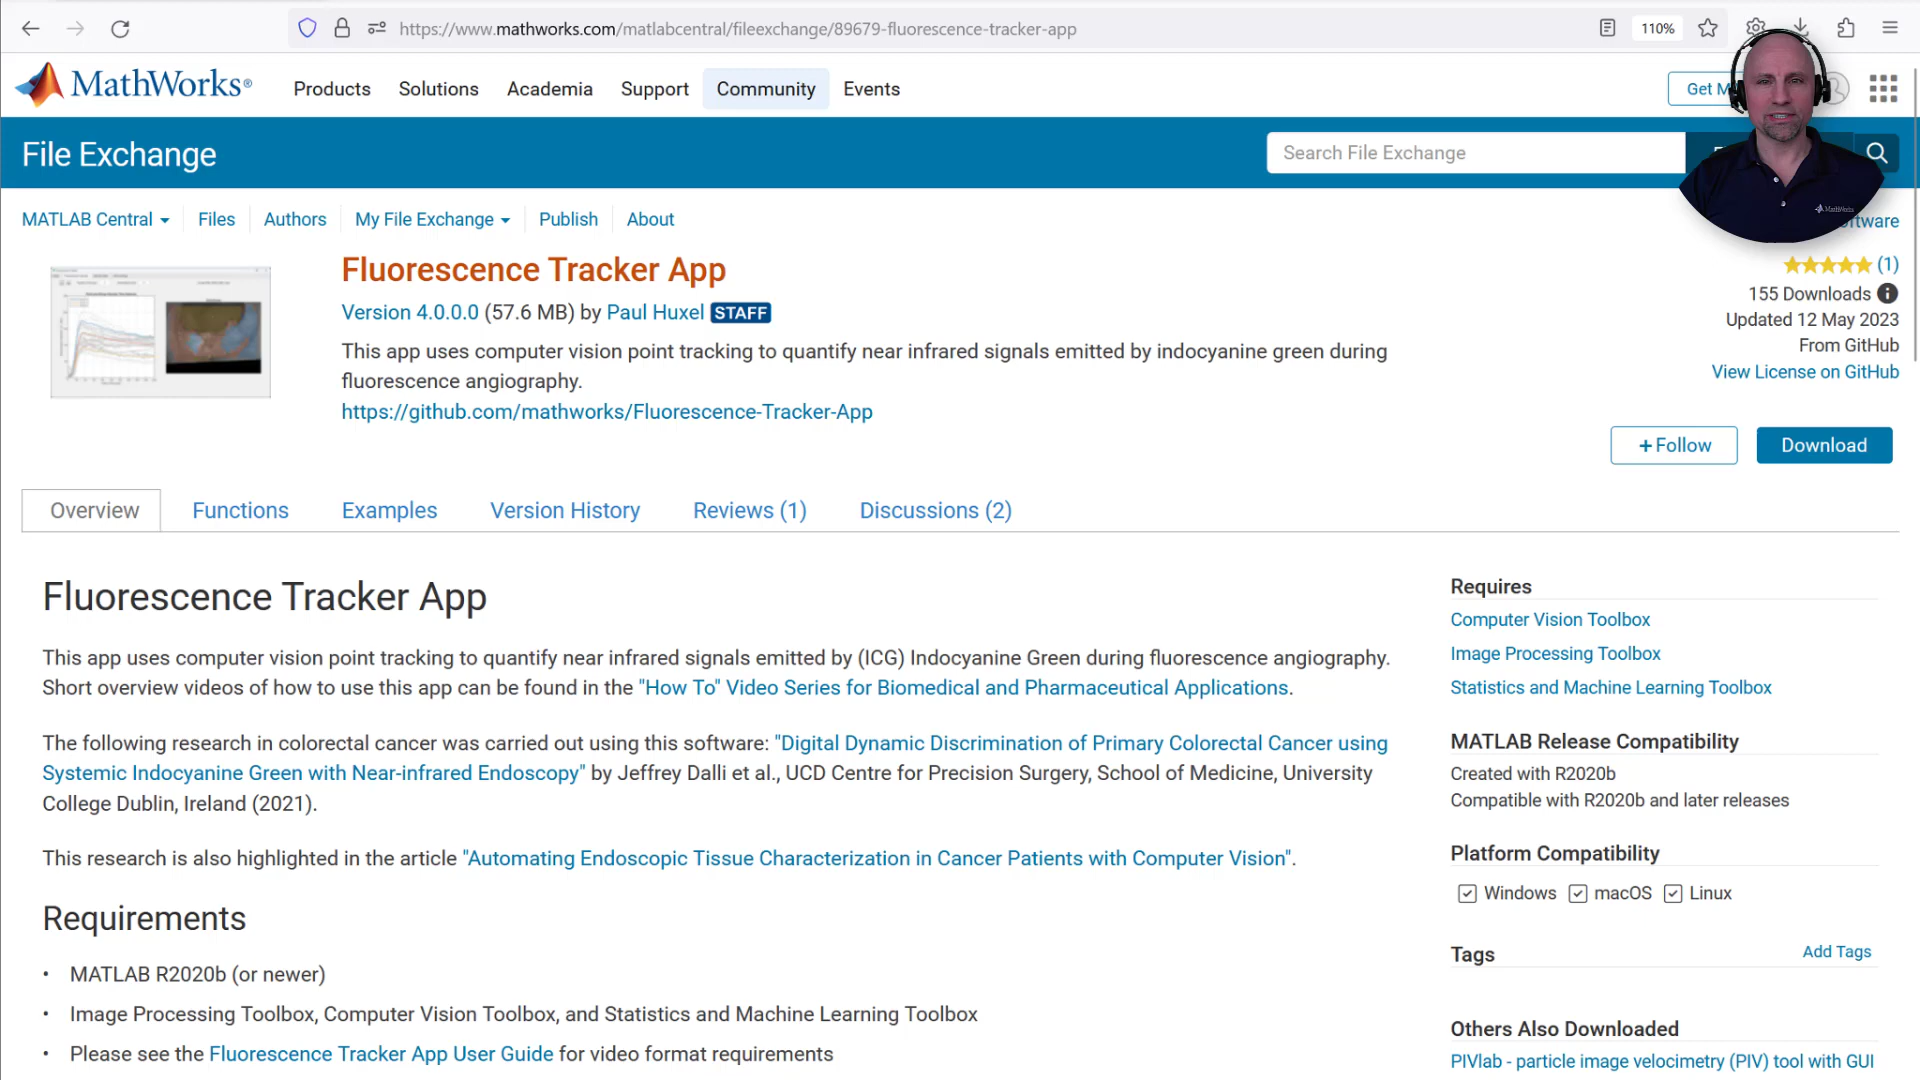 https://www.mathworks.com/matlabcentral/fileexchange/89679-fluorescence-tracker-app
110%
MathWorks®
Products
Solutions
Academia
Support
Community
Events
Get
File Exchange
Search File Exchange
MATLAB Central
Files
Authors
My File Exchange
Publish
About
Fluorescence Tracker App
Version 4.0.0.0 (57.6 MB) by Paul Huxel STAFF
This app uses computer vision point tracking to quantify near infrared signals emitted by indocyanine green during
fluorescence angiography.
https://github.com/mathworks/Fluorescence-Tracker-App
MathWorks
(1)
155 Downloads
Updated 12 May 2023
From GitHub
View License on GitHub
+ Follow
Download
Overview
Functions
Examples
Version History
Reviews (1)
Discussions (2)
Fluorescence Tracker App
This app uses computer vision point tracking to quantify near infrared signals emitted by (ICG) Indocyanine Green during fluorescence angiography.
Short overview videos of how to use this app can be found in the "How To" Video Series for Biomedical and Pharmaceutical Applications.
The following research in colorectal cancer was carried out using this software: "Digital Dynamic Discrimination of Primary Colorectal Cancer using
Systemic Indocyanine Green with Near-infrared Endoscopy" by Jeffrey Dalli et al., UCD Centre for Precision Surgery, School of Medicine, University
College Dublin, Ireland (2021).
This research is also highlighted in the article "Automating Endoscopic Tissue Characterization in Cancer Patients with Computer Vision".
Requirements
• MATLAB R2020b (or newer)
• Image Processing Toolbox, Computer Vision Toolbox, and Statistics and Machine Learning Toolbox
• Please see the Fluorescence Tracker App User Guide for video format requirements
Requires
Computer Vision Toolbox
Image Processing Toolbox
Statistics and Machine Learning Toolbox
MATLAB Release Compatibility
Created with R2020b
Compatible with R2020b and later releases
Platform Compatibility
Windows
macOS
Linux
Tags
Add Tags
Others Also Downloaded
PIVlab - particle image velocimetry (PIV) tool with GUI